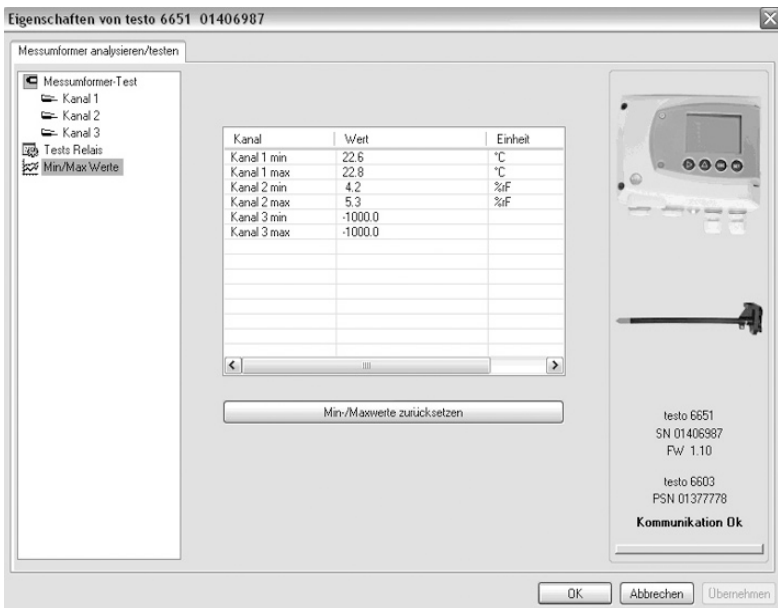 Eigenschaften von testo 6651 01406987
Messumformer analysieren/testen
Messumformer-Test
Kanal 1
Kanal 2
Kanal 3
Tests Relais
Min/Max Werte
Kanal Wert Einheit
Kanal 1 min 22.6 °C
Kanal 1 max 22.8 °C
Kanal 2 min 4.2 %rF
Kanal 2 max 5.3 %rF
Kanal 3 min -1000.0
Kanal 3 max -1000.0
Min-/Maxwerte zurücksetzen
testo 6651
SN 01406987
FW 1.10
testo 6603
PSN 01377778
Kommunikation Ok
OK Abbrechen Übernehmen